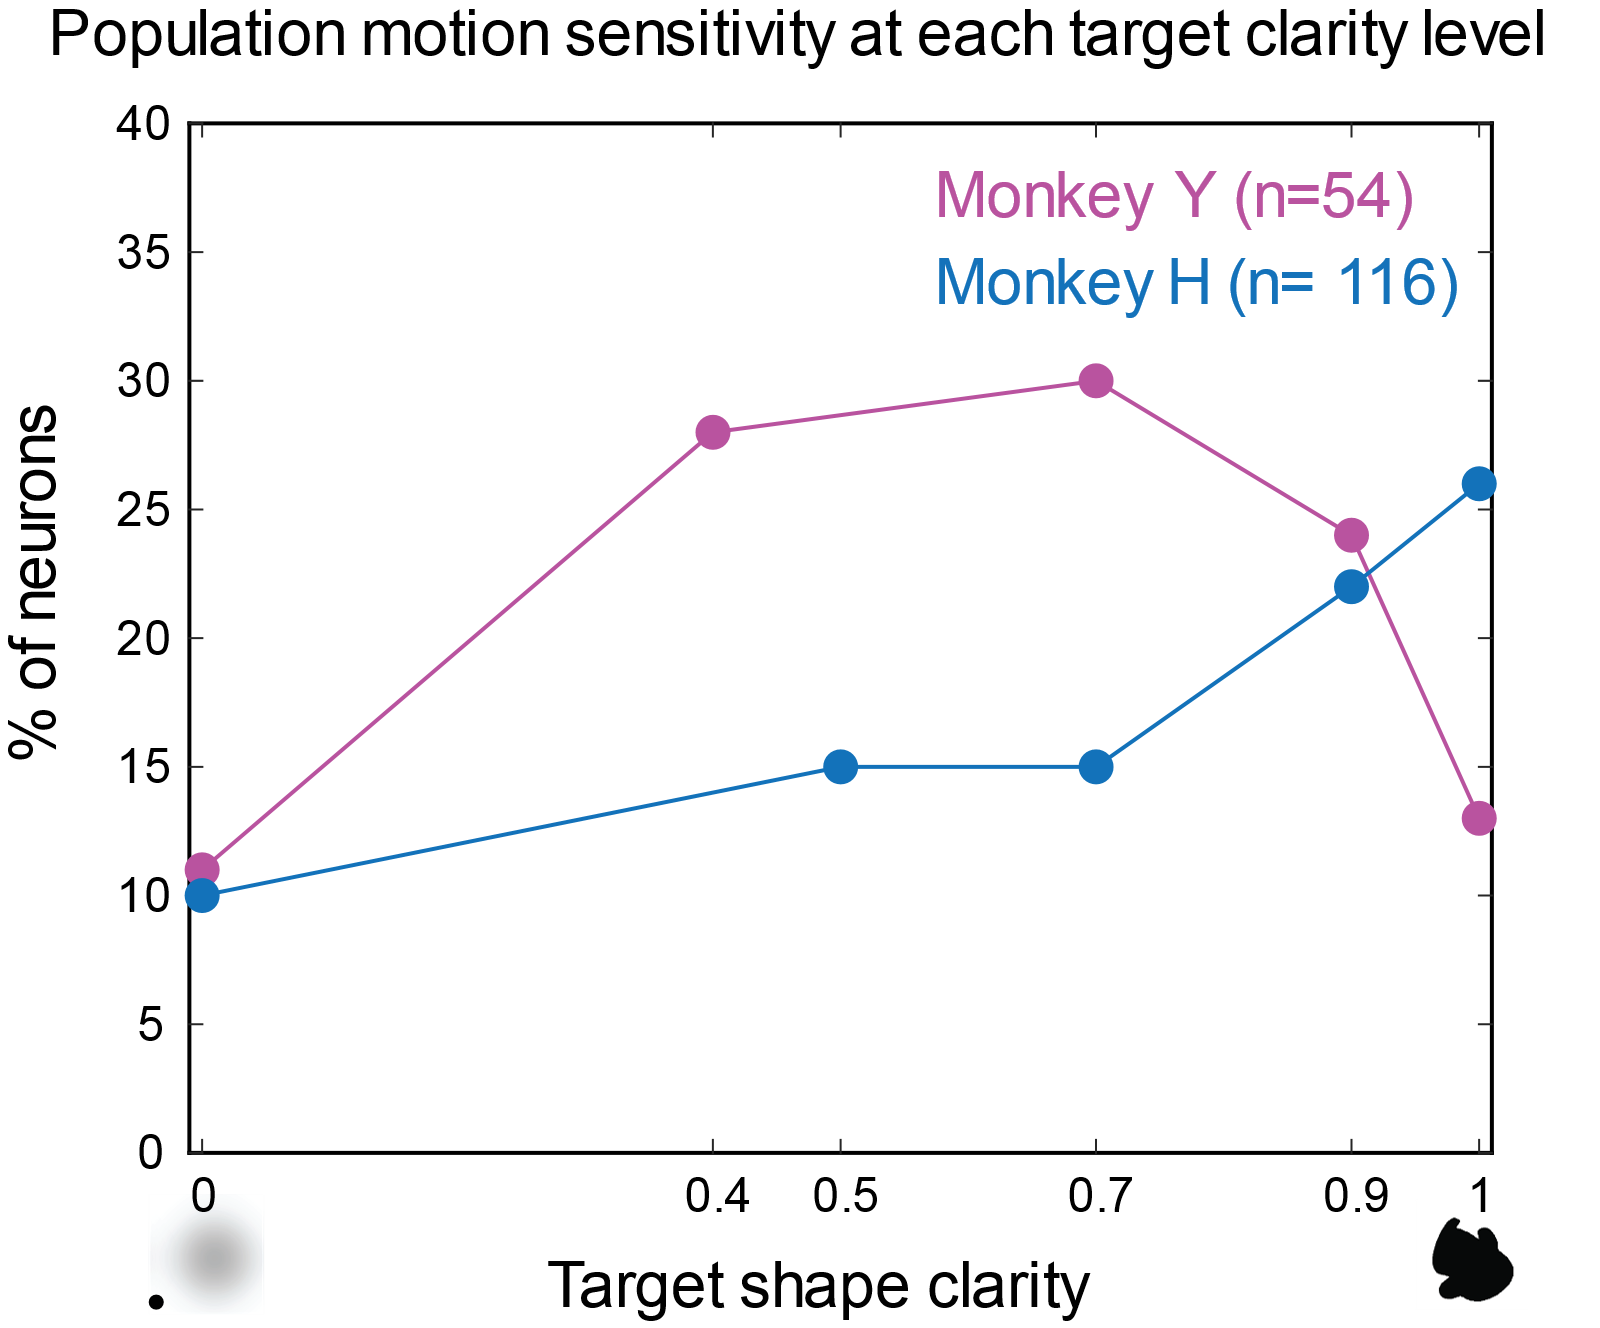 Population motion sensitivity at each target clarity level
40
35
30
25
20
15
10
5
0
% of neurons
Monkey Y (n=54)
Monkey H (n= 116)
0 0.4 0.5 0.7 0.9 1
Target shape clarity